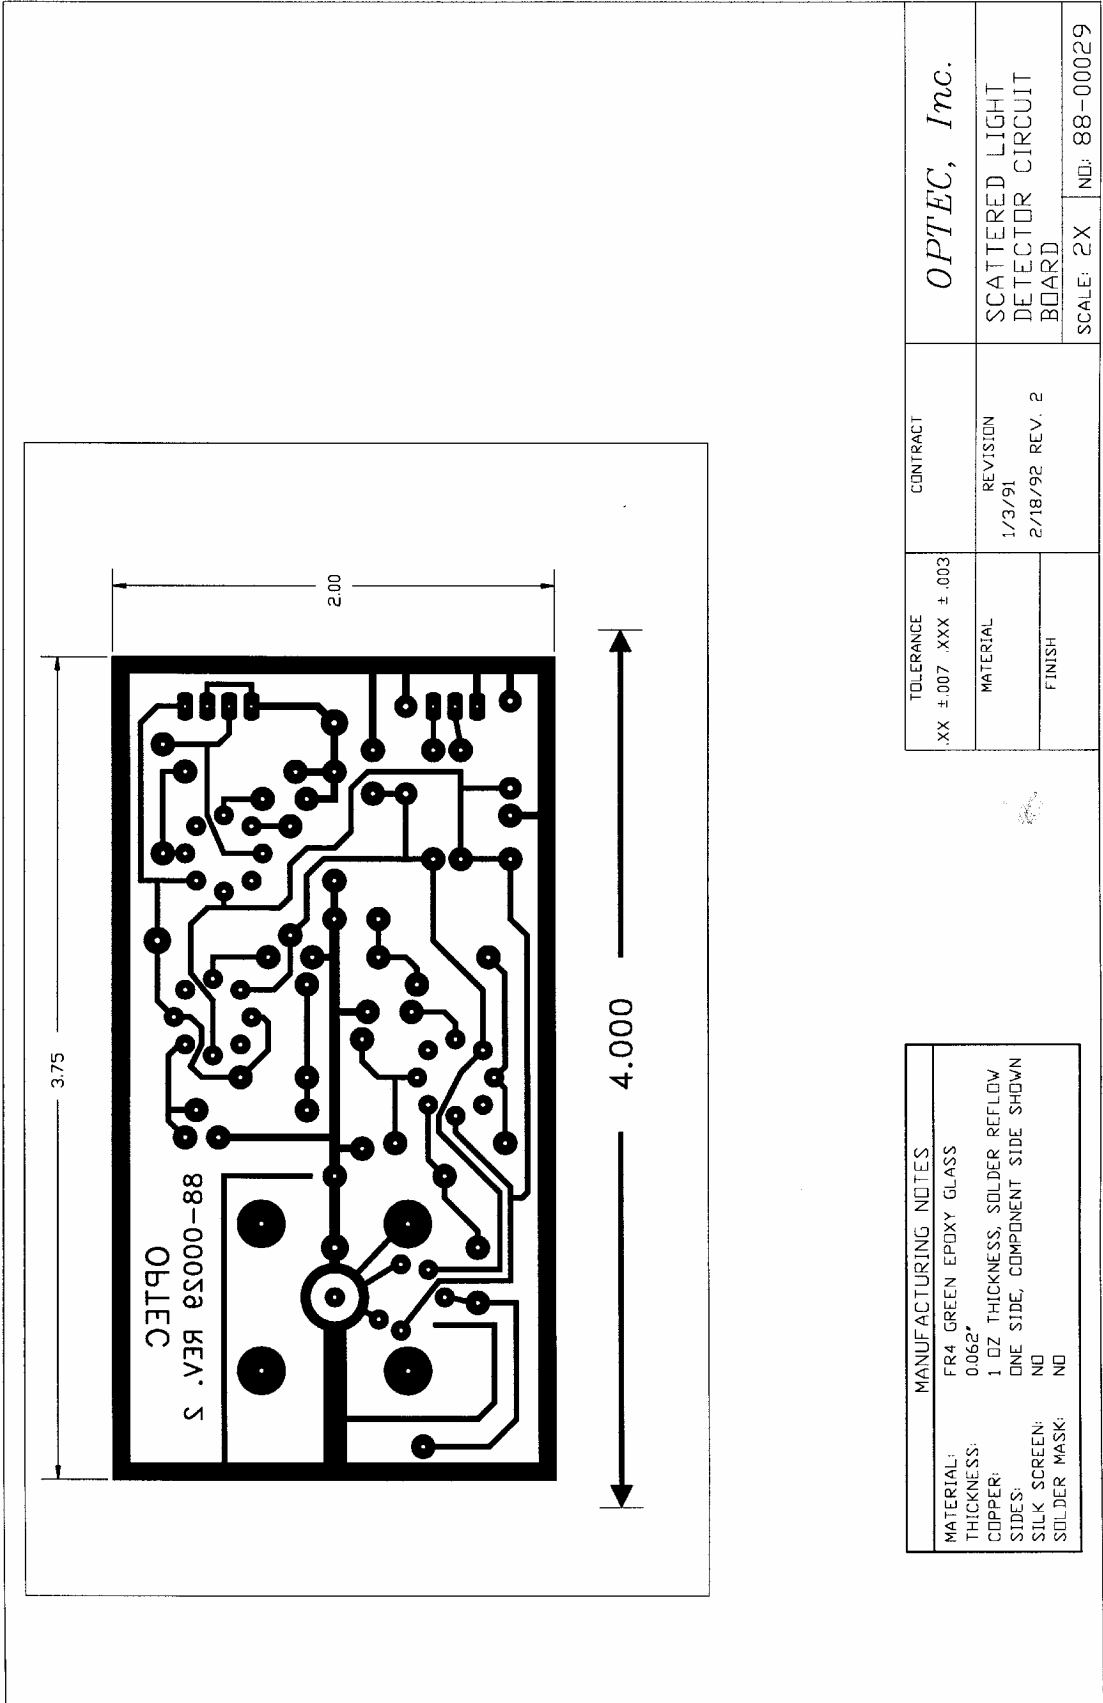 3.75
2.00
4.000
OPTEC
88-00029 REV. 2
MANUFACTURING NOTES
MATERIAL: FR4 GREEN EPOXY GLASS
THICKNESS: 0.062"
COPPER: 1 OZ THICKNESS, SOLDER REFLOW
SIDES: ONE SIDE, COMPONENT SIDE SHOWN
SILK SCREEN: NO
SOLDER MASK: NO
TOLERANCE
.XX ±.007 .XXX ±.003
MATERIAL
FINISH
CONTRACT
REVISION
1/3/91
2/18/92 REV. 2
OPTEC, Inc.
SCATTERED LIGHT
DETECTOR CIRCUIT
BOARD
SCALE: 2X NO.: 88-00029